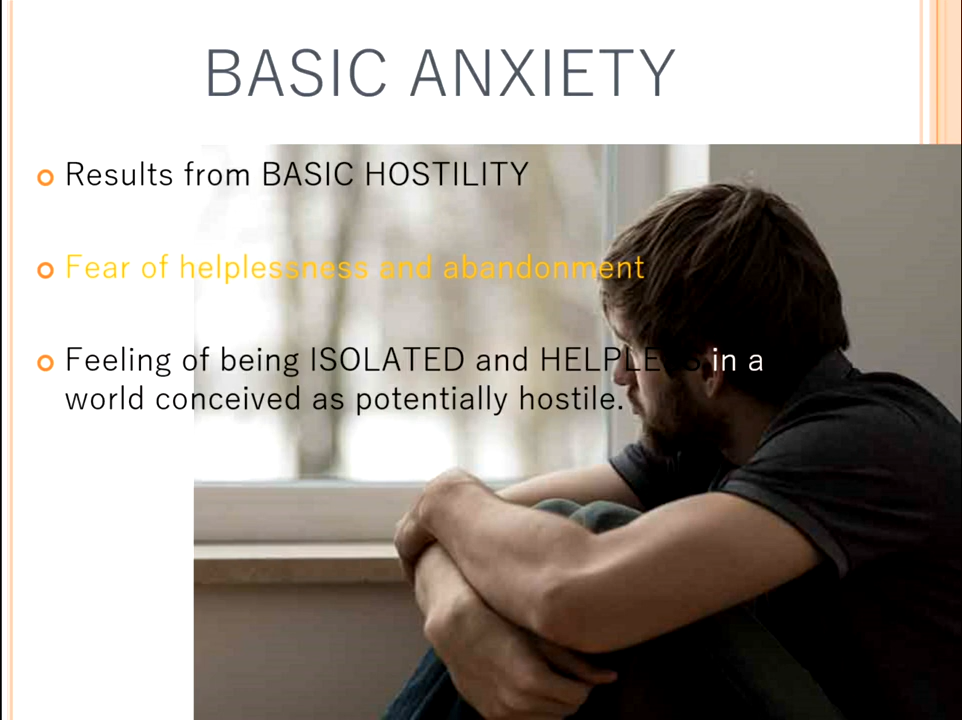 BASIC ANXIETY
Results from BASIC HOSTILITY
Fear of helplessness and abandonment
Feeling of being ISOLATED and HELPLESS in a
world conceived as potentially hostile.